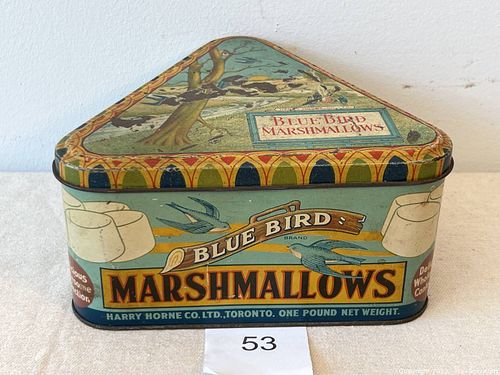 BLUE BIRD
MARSHMALLOWS
BLUE BIRD
BRAND
MARSHMALLOWS
HARRY HORNE CO. LTD., TORONTO. ONE POUND NET WEIGHT.
53